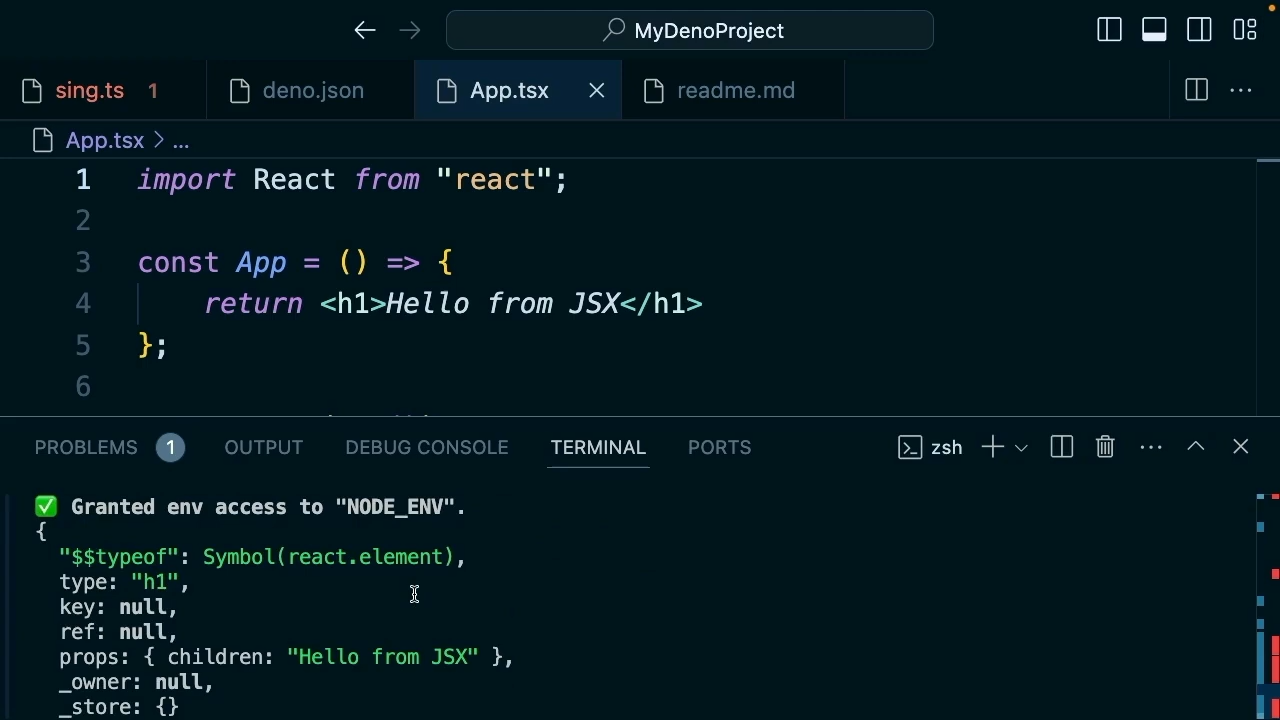 MyDenoProject
sing.ts 1 deno.json App.tsx readme.md
App.tsx > ...
1 import React from "react";
2
3 const App = () => {
4 return <h1>Hello from JSX</h1>
5 };
6
PROBLEMS 1 OUTPUT DEBUG CONSOLE TERMINAL PORTS zsh
✅ Granted env access to "NODE_ENV".
{
"$$typeof": Symbol(react.element),
type: "h1",
key: null,
ref: null,
props: { children: "Hello from JSX" },
_owner: null,
_store: {}